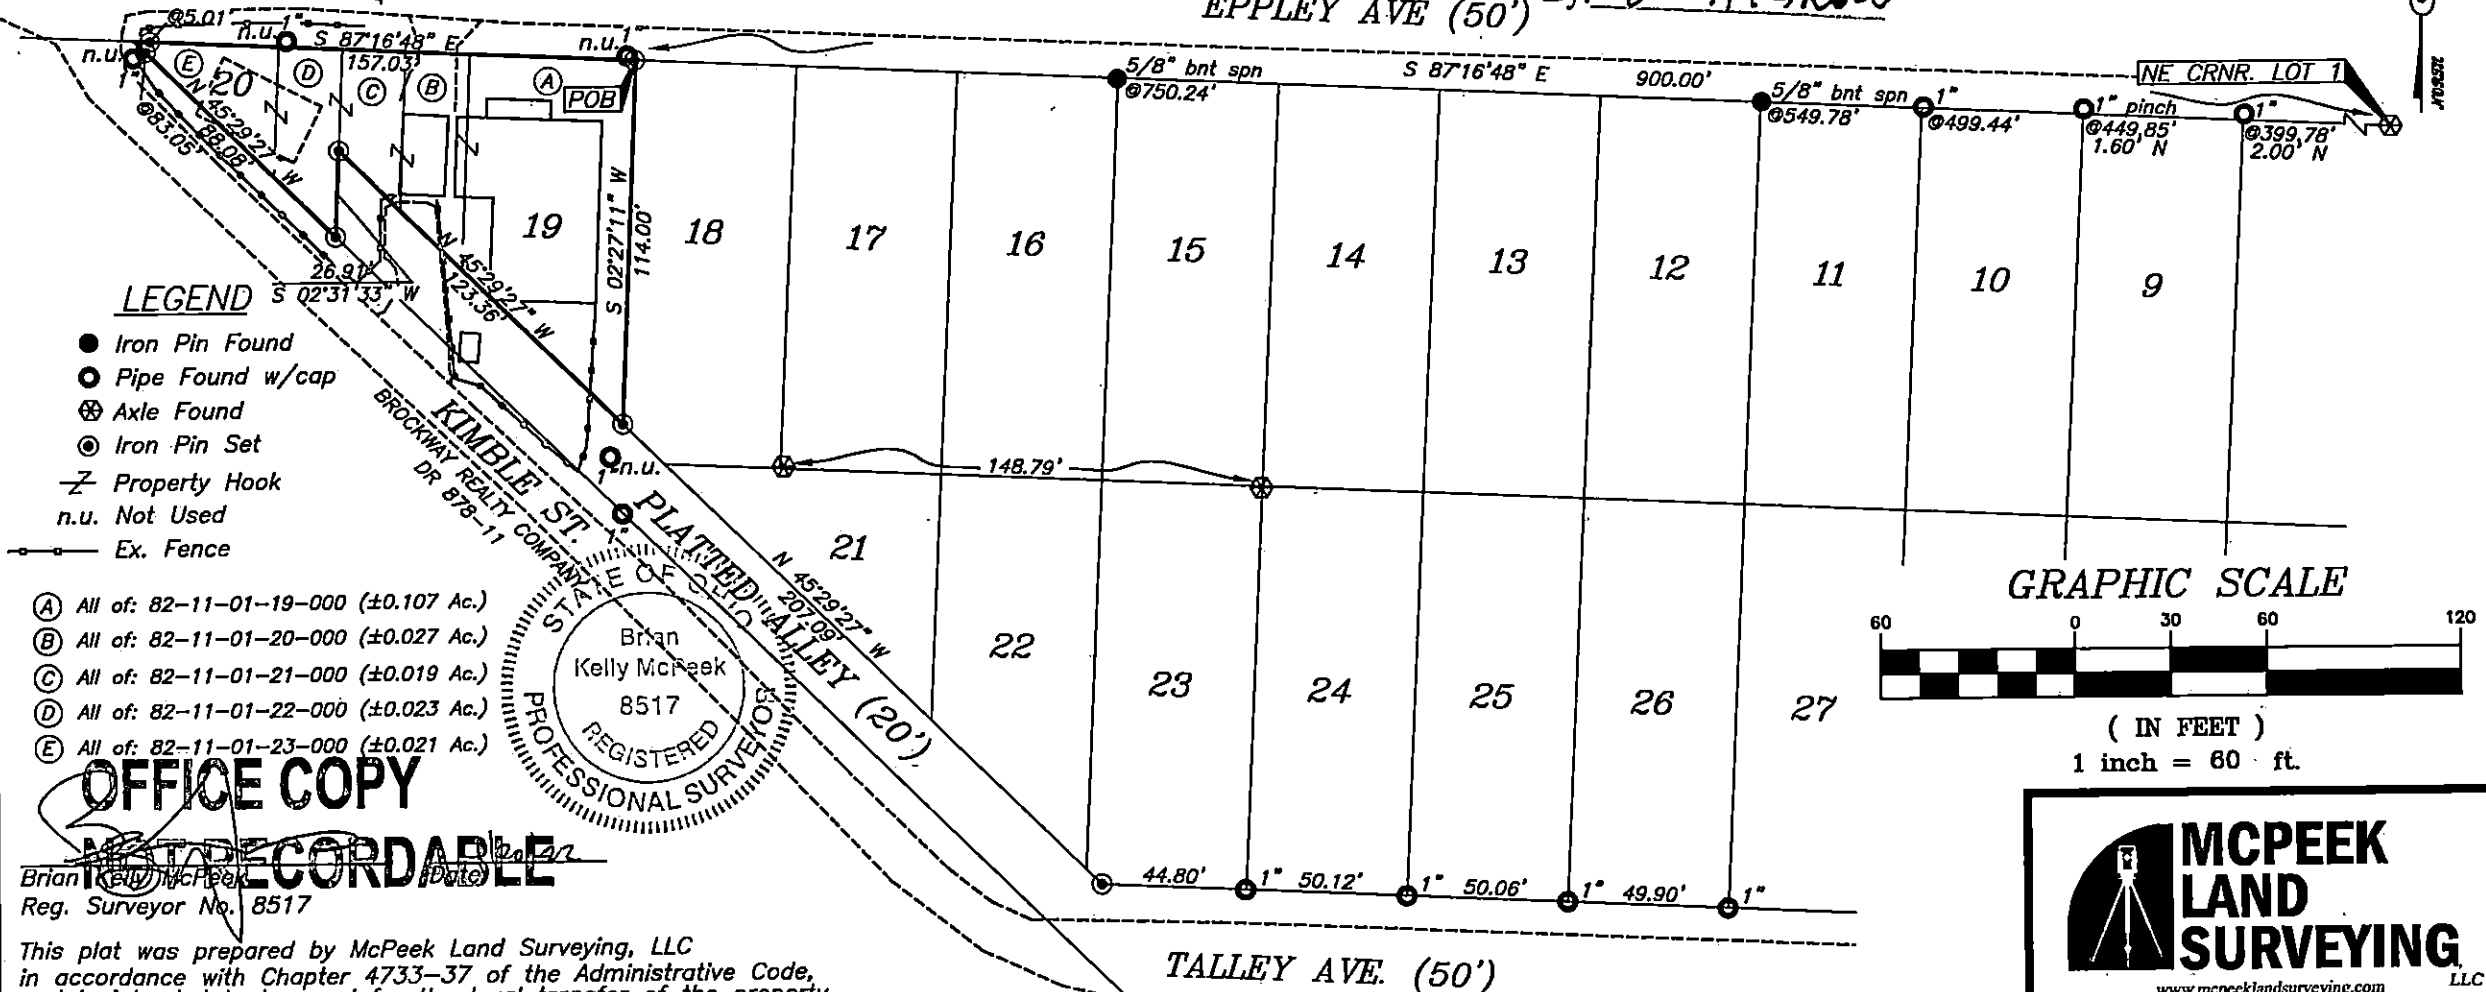 EPPLEY AVE (50')
@5.01'
1"
n.u.
S 87°16'48" E
157.03'
n.u.
1"
n.u.
1"
E
20
D
C
B
A
POB
N 45°29'27" W
88.08'
@83.05'
5/8" bnt spn
@750.24'
S 87°16'48" E
900.00'
5/8" bnt spn
@549.78'
1"
@499.44'
1" pinch
@449.85'
1.60' N
1"
@399.78'
2.00' N
NE CRNR. LOT 1
19
18
17
16
15
14
13
12
11
10
9
S 02°27'11" W
114.00'
26.91'
S 02°31'33" W
N 45°29'27" W
123.36'
LEGEND
Iron Pin Found
Pipe Found w/cap
Axle Found
Iron Pin Set
Property Hook
n.u. Not Used
Ex. Fence
KIMBLE ST.
BROCKWAY REALTY COMPANY
DR 878-11
1"
n.u.
1"
148.79'
PLATTED ALLEY (20')
N 45°29'27" W
207.09'
21
22
23
24
25
26
27
A All of: 82-11-01-19-000 (±0.107 Ac.)
B All of: 82-11-01-20-000 (±0.027 Ac.)
C All of: 82-11-01-21-000 (±0.019 Ac.)
D All of: 82-11-01-22-000 (±0.023 Ac.)
E All of: 82-11-01-23-000 (±0.021 Ac.)
STATE OF OHIO
Brian
Kelly McPeek
8517
REGISTERED
PROFESSIONAL SURVEYOR
GRAPHIC SCALE
60 0 30 60 120
( IN FEET )
1 inch = 60 ft.
OFFICE COPY
NOT RECORDABLE
Brian Kelly McPeek (Date)
Reg. Surveyor No. 8517
44.80'
1"
50.12'
1"
50.06'
1"
49.90'
1"
This plat was prepared by McPeek Land Surveying, LLC
in accordance with Chapter 4733-37 of the Administrative Code,
TALLEY AVE. (50')
MCPEEK
LAND
SURVEYING,
LLC
www.mcpeeklandsurveying.com